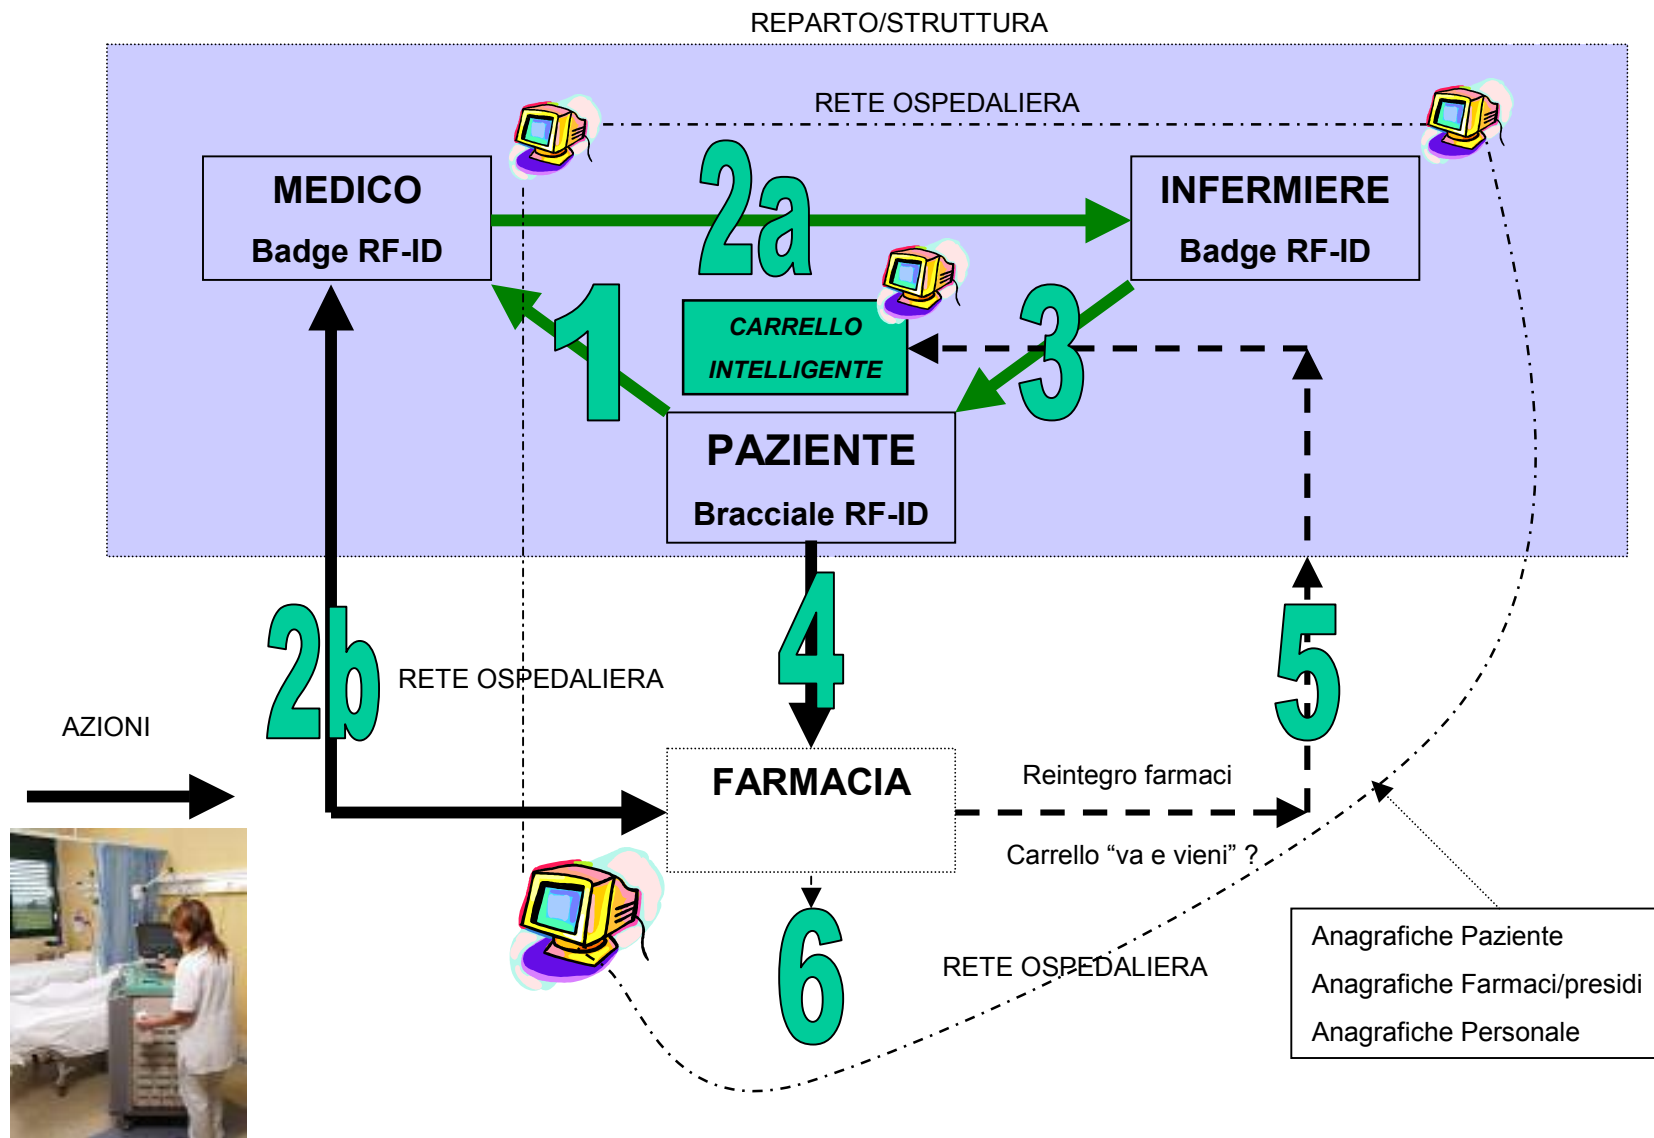 REPARTO/STRUTTURA
RETE OSPEDALIERA
MEDICO
Badge RF-ID
2a
INFERMIERE
Badge RF-ID
1
CARRELLO
INTELLIGENTE
3
PAZIENTE
Bracciale RF-ID
2b
RETE OSPEDALIERA
4
5
AZIONI
FARMACIA
Reintegro farmaci
Carrello “va e vieni” ?
6
RETE OSPEDALIERA
Anagrafiche Paziente
Anagrafiche Farmaci/presidi
Anagrafiche Personale